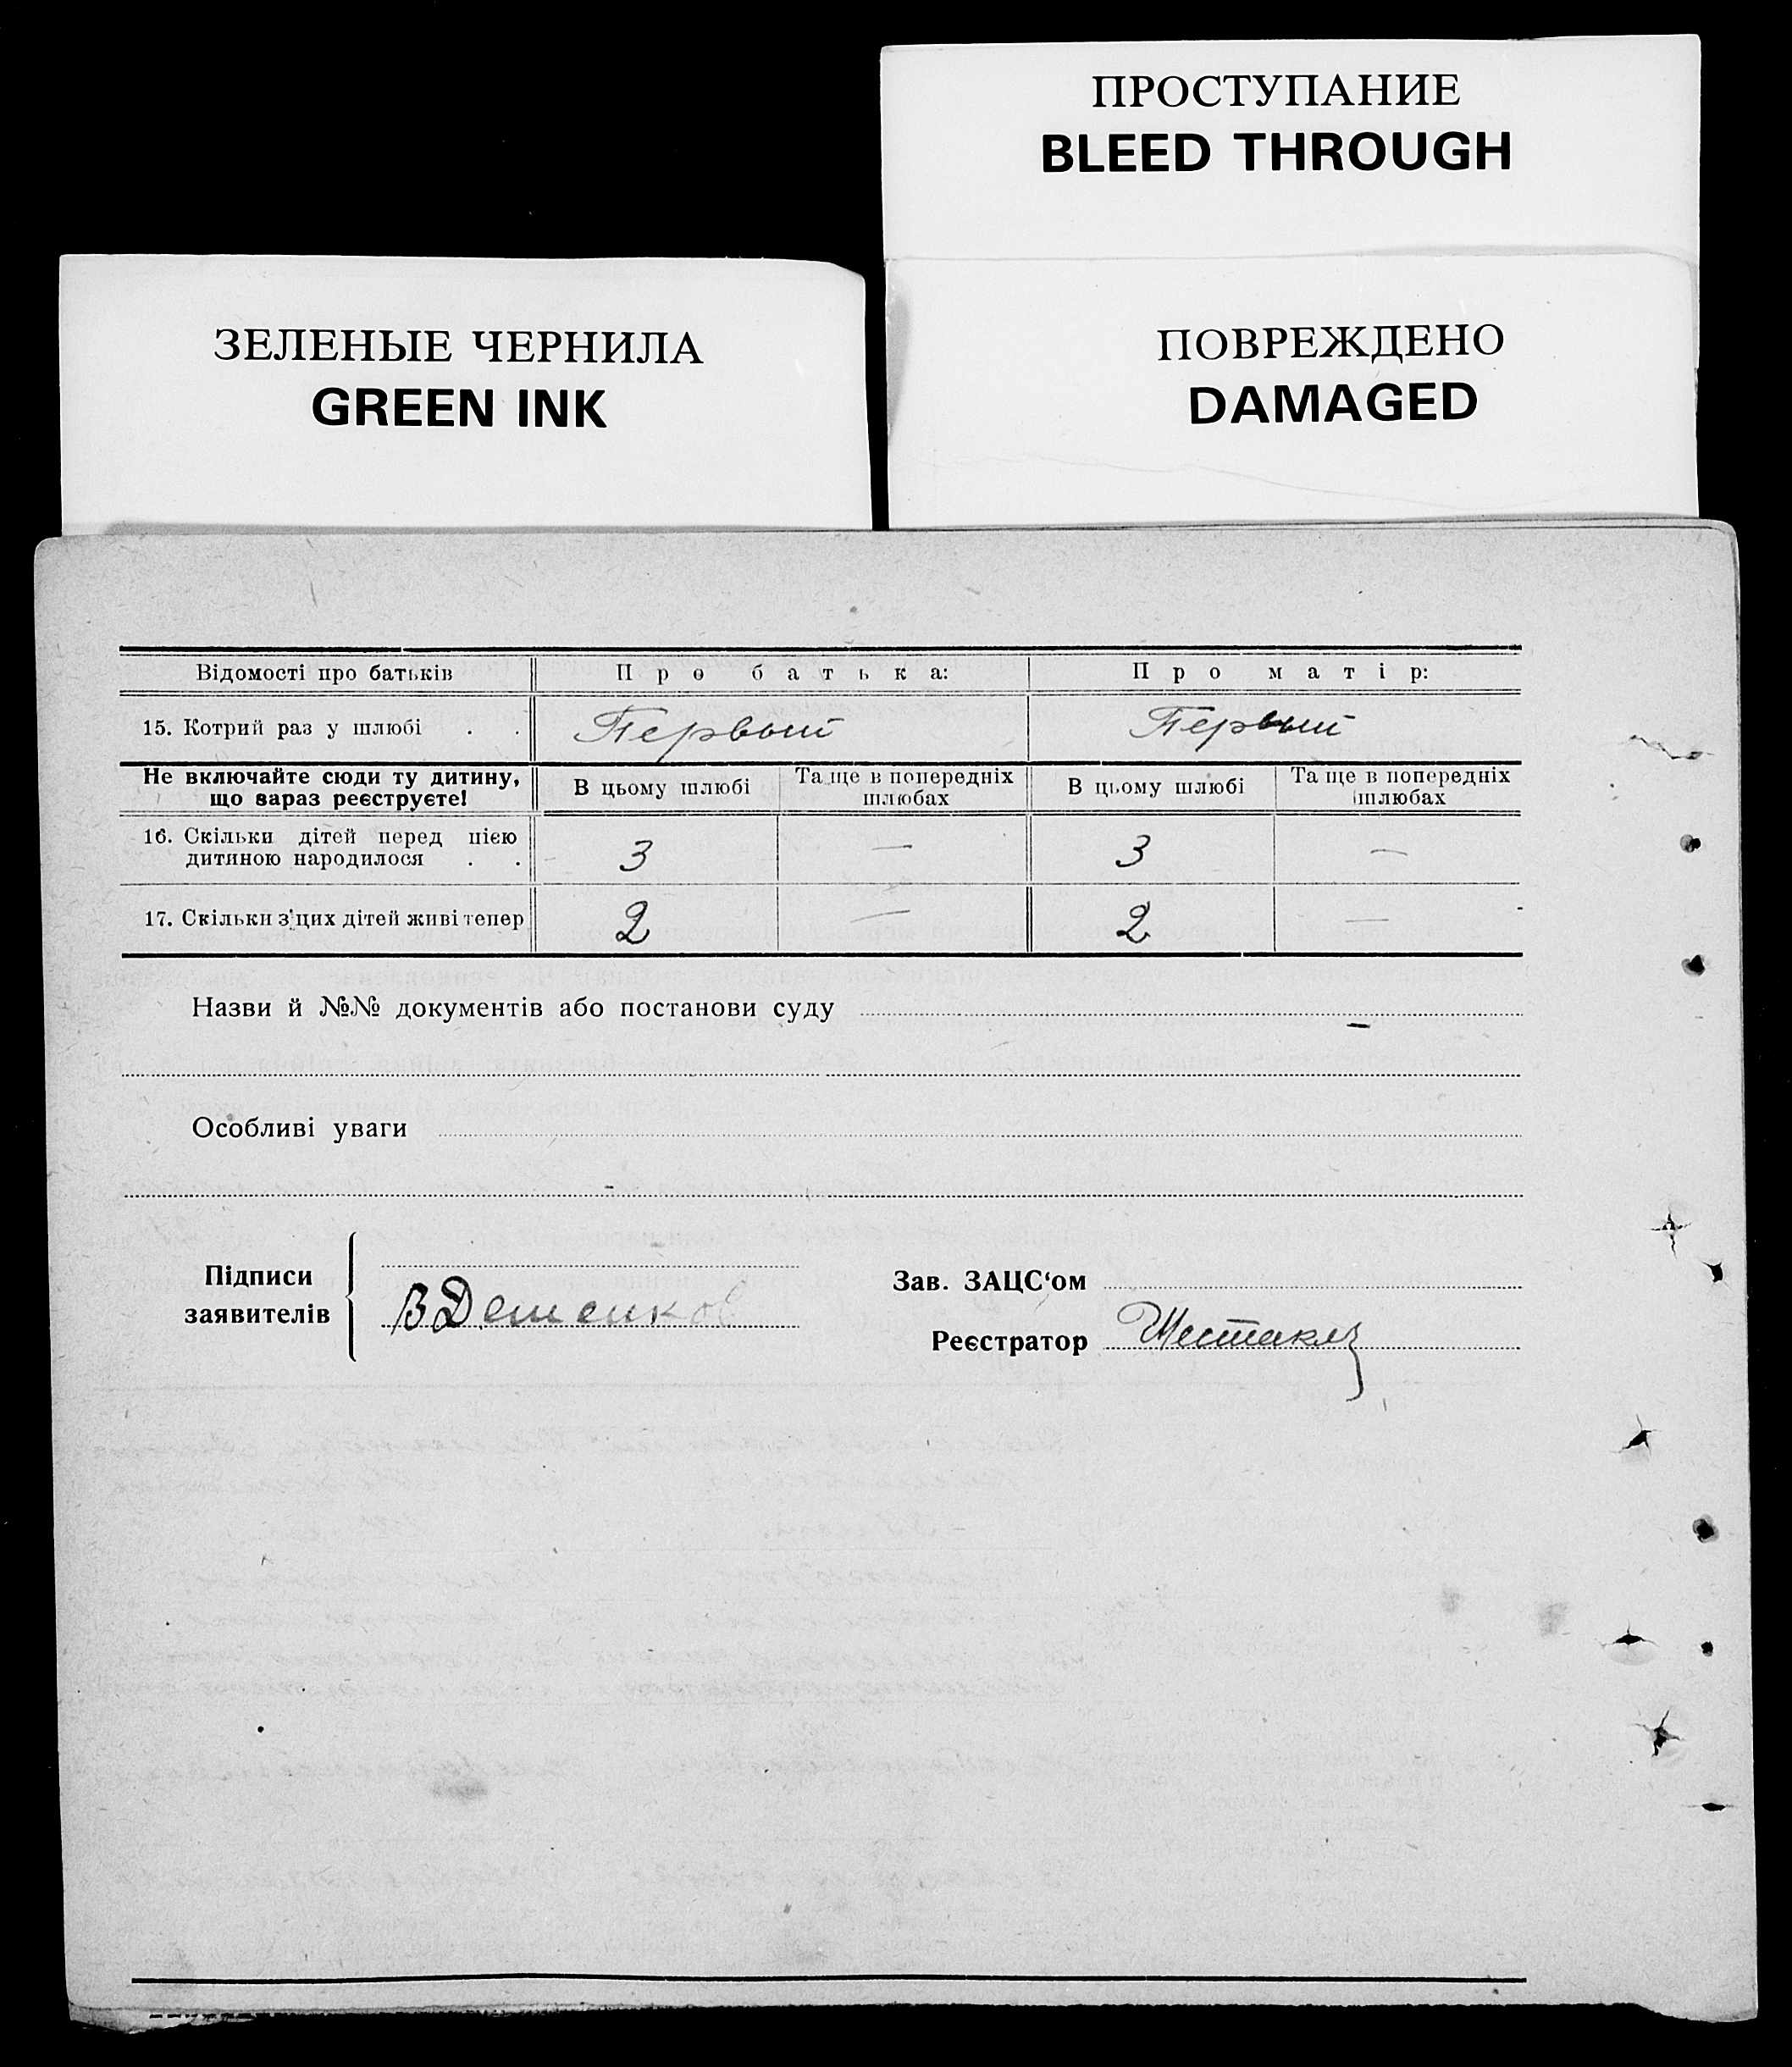 ПРОСТУПАНИЕ
BLEED THROUGH
ЗЕЛЕНЫЕ ЧЕРНИЛА
GREEN INK
ПОВРЕЖДЕНО
DAMAGED
Відомості про батьків Про батька: Про матір:
15. Котрий раз у шлюбі . . Первый Первый
Не включайте сюди ту дитину, що зараз реєструєте! В цьому шлюбі Та ще в попередніх шлюбах В цьому шлюбі Та ще в попередніх шлюбах
16. Скільки дітей перед цією
дитиною народилося . . 3 — 3 —
17. Скільки з'цих дітей живі тепер 2 — 2 —
Назви й №№ документів або постанови суду —
Особливі уваги
Підписи
заявителів
Зав. ЗАЦС'ом
Реєстратор